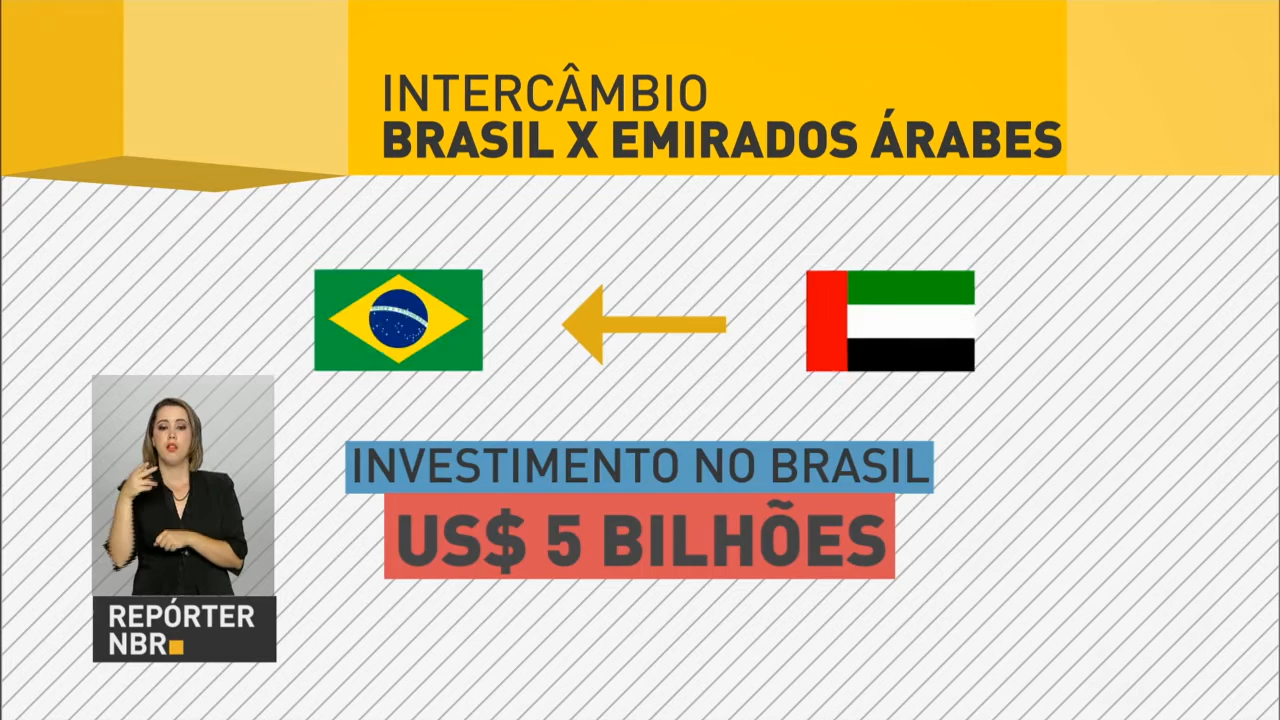 INTERCÂMBIO
BRASIL X EMIRADOS ÁRABES
INVESTIMENTO NO BRASIL
US$ 5 BILHÕES
REPÓRTER
NBR